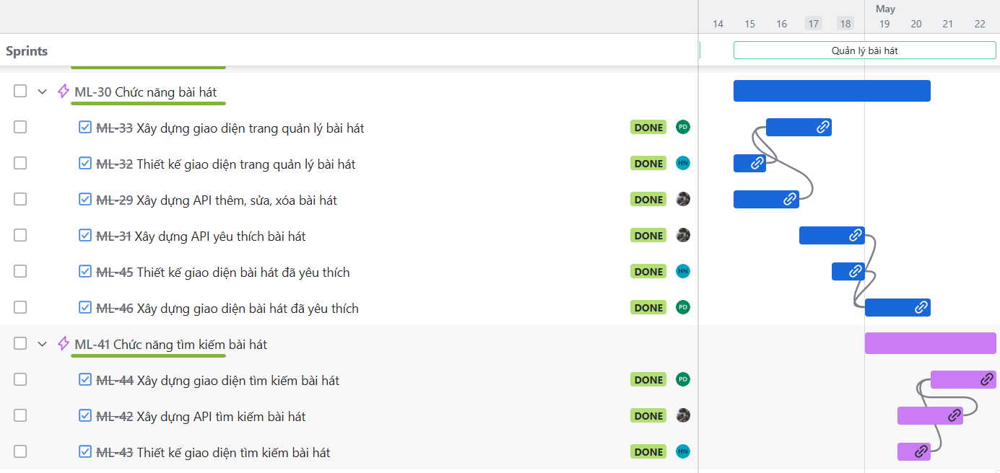 May
14 15 16 17 18 19 20 21 22
Sprints
Quản lý bài hát
ML-30 Chức năng bài hát
ML-33 Xây dựng giao diện trang quản lý bài hát DONE PD
ML-32 Thiết kế giao diện trang quản lý bài hát DONE HN
ML-29 Xây dựng API thêm, sửa, xóa bài hát DONE
ML-31 Xây dựng API yêu thích bài hát DONE
ML-45 Thiết kế giao diện bài hát đã yêu thích DONE HN
ML-46 Xây dựng giao diện bài hát đã yêu thích DONE PD
ML-41 Chức năng tìm kiếm bài hát
ML-44 Xây dựng giao diện tìm kiếm bài hát DONE PD
ML-42 Xây dựng API tìm kiếm bài hát DONE
ML-43 Thiết kế giao diện tìm kiếm bài hát DONE HN